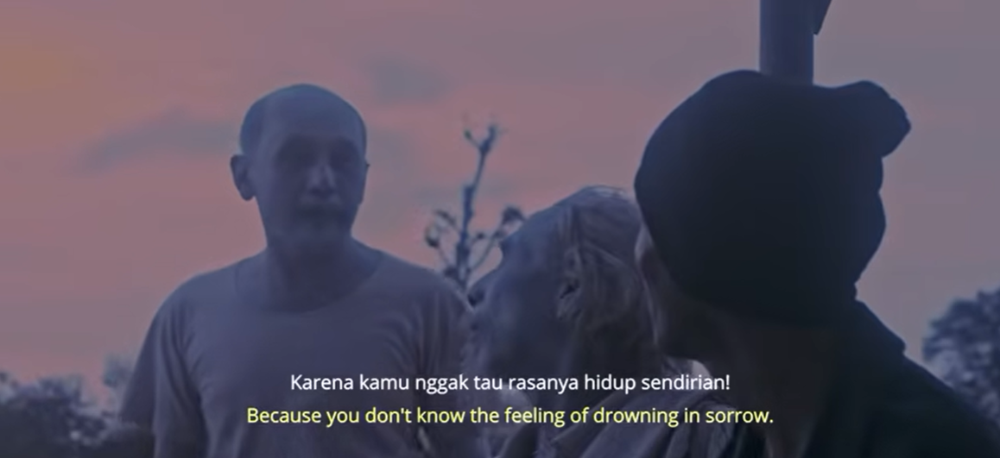 Karena kamu nggak tau rasanya hidup sendirian!
Because you don't know the feeling of drowning in sorrow.